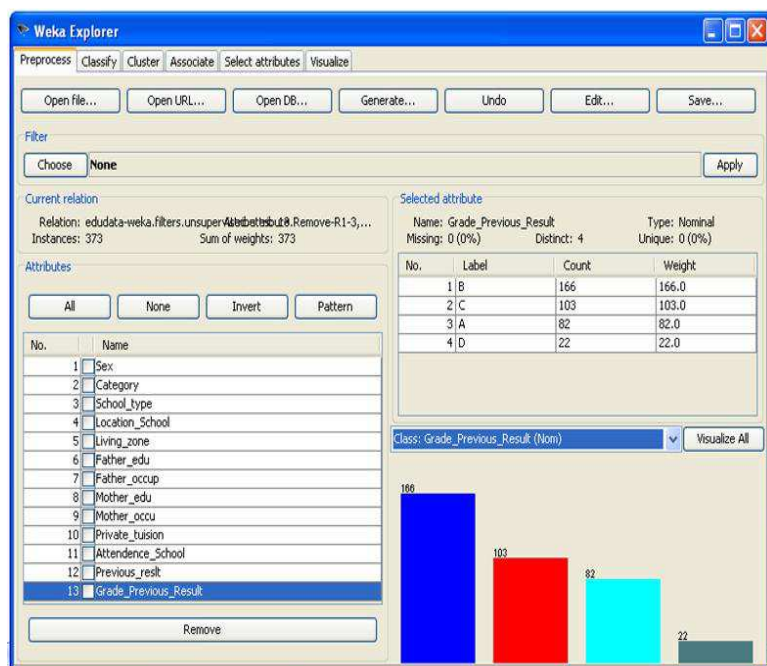 Weka Explorer
Preprocess Classify Cluster Associate Select attributes Visualize
Open file... Open URL... Open DB... Generate... Undo Edit... Save...
Filter
Choose None Apply
Current relation
Relation: edudata-weka.filters.unsuper
Instances: 373 Sum of weights: 373
Selected attribute
Name: Grade_Previous_Result Type: Nominal
Missing: 0 (0%) Distinct: 4 Unique: 0 (0%)
No. Label Count Weight
1 B 166 166.0
2 C 103 103.0
3 A 82 82.0
4 D 22 22.0
Attributes
All None Invert Pattern
No. Name
1 Sex
2 Category
3 School_type
4 Location_School
5 Living_zone
6 Father_edu
7 Father_occup
8 Mother_edu
9 Mother_occu
10 Private_tuision
11 Attendence_School
12 Previous_reslt
13 Grade_Previous_Result
Remove
Class: Grade_Previous_Result (Nom) Visualize All
166
103
82
22